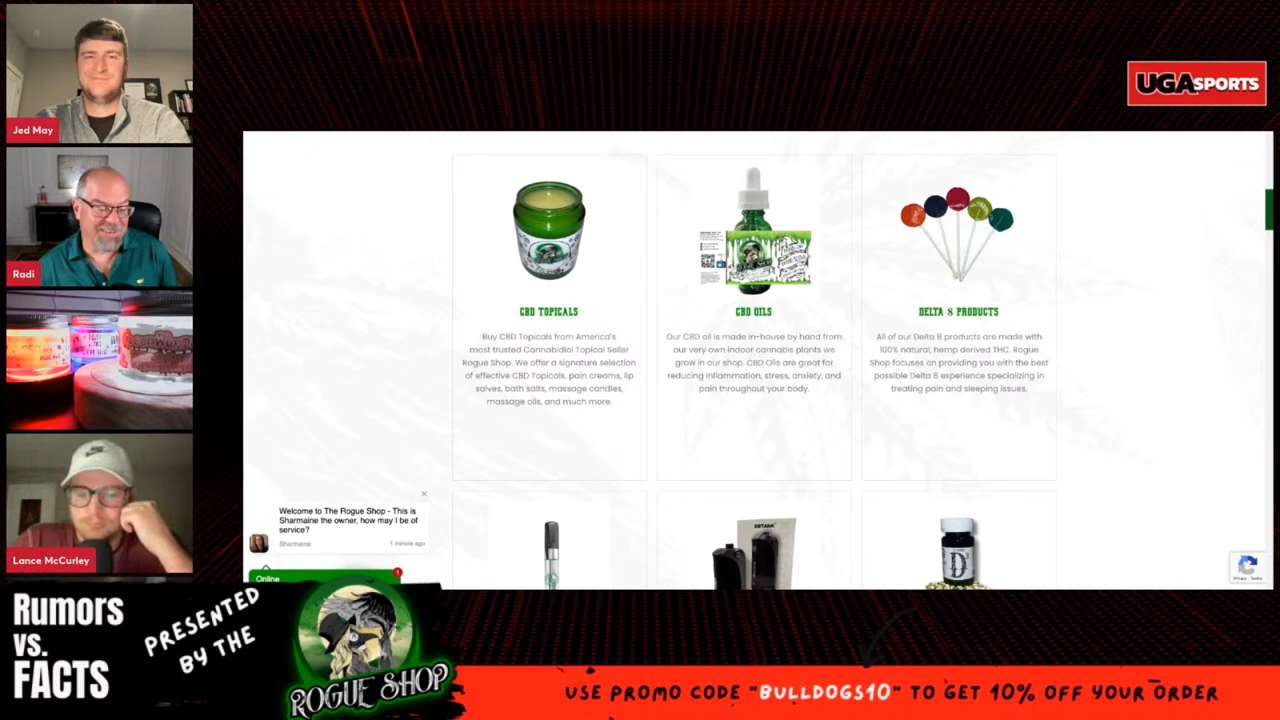 Jed May
Radi
Lance McCurley
UGASPORTS
CBD TOPICALS
Buy CBD Topicals from America's
most trusted Cannabidiol Topical Seller
Rogue Shop. We offer a signature selection
of effective CBD Topicals, pain creams, lip
salves, bath salts, massage candles,
massage oils, and much more.
CBD OILS
Our CBD oil is made in-house by hand from
our very own indoor cannabis plants we
grow in our shop. CBD Oils are great for
reducing inflammation, stress, anxiety, and
pain throughout your body.
DELTA 8 PRODUCTS
All of our Delta 8 products are made with
100% natural, hemp derived THC. Rogue
Shop focuses on providing you with the best
possible Delta 8 experience specializing in
treating pain and sleeping issues.
Welcome to The Rogue Shop - This is
Sharmaine the owner, how may I be of
service?
Sharmaine 1 minute ago
Online
1
Rumors
vs.
FACTS
PRESENTED
BY THE
ROGUE SHOP
USE PROMO CODE "BULLDOGS10" TO GET 10% OFF YOUR ORDER